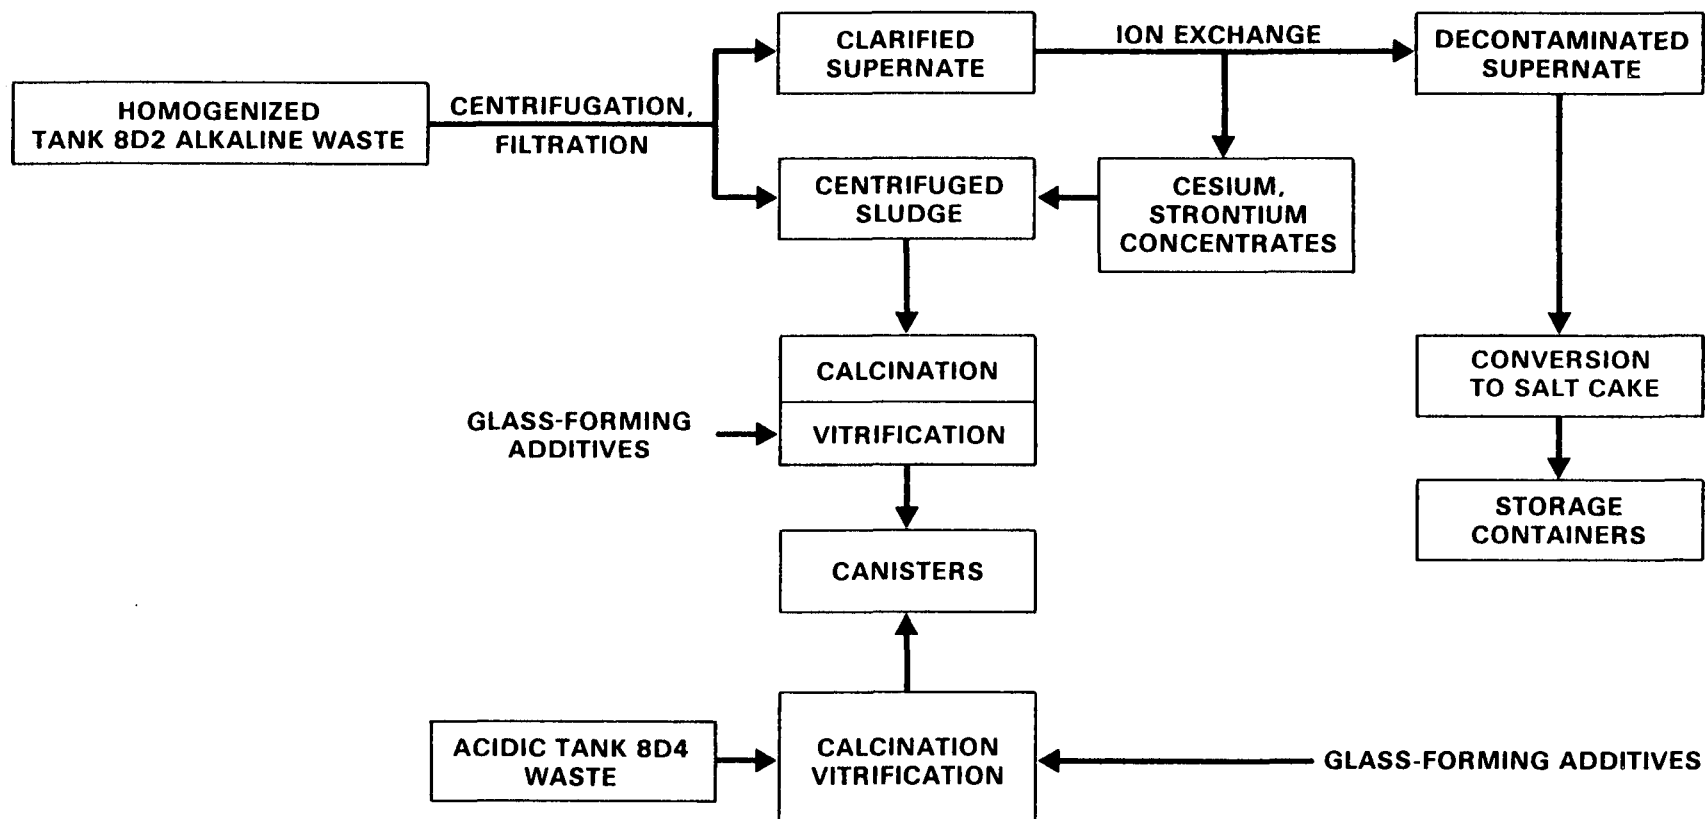 HOMOGENIZED
TANK 8D2 ALKALINE WASTE
CENTRIFUGATION,
FILTRATION
CLARIFIED
SUPERNATE
ION EXCHANGE
DECONTAMINATED
SUPERNATE
CENTRIFUGED
SLUDGE
CESIUM,
STRONTIUM
CONCENTRATES
CALCINATION
GLASS-FORMING
ADDITIVES
VITRIFICATION
CONVERSION
TO SALT CAKE
STORAGE
CONTAINERS
CANISTERS
ACIDIC TANK 8D4
WASTE
CALCINATION
VITRIFICATION
GLASS-FORMING ADDITIVES